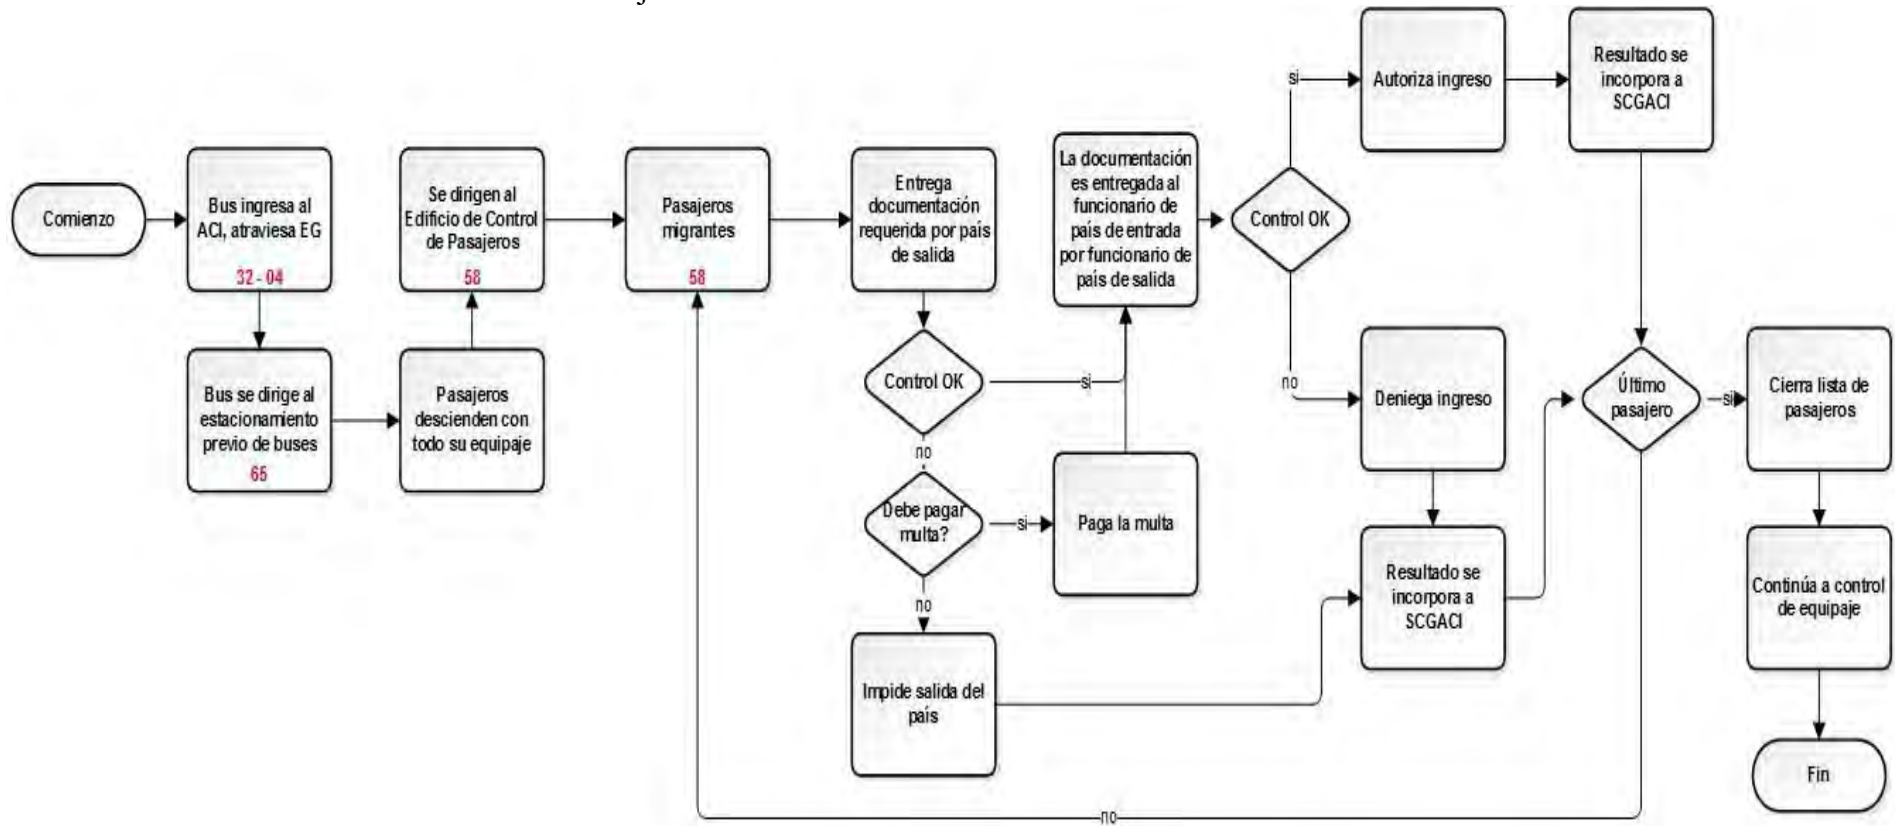 Comienzo
Bus ingresa al
ACI, atraviesa EG
32 - 04
Bus se dirige al
estacionamiento
previo de buses
65
Pasajeros
descienden con
todo su equipaje
Se dirigen al
Edificio de Control
de Pasajeros
58
Pasajeros
migrantes
58
Entrega
documentación
requerida por país
de salida
Control OK
si
no
Debe pagar
multa?
si
Paga la multa
no
Impide salida del
país
La documentación
es entregada al
funcionario de
país de entrada
por funcionario de
país de salida
Control OK
si
Autoriza ingreso
Resultado se
incorpora a
SCGACI
no
Deniega ingreso
Resultado se
incorpora a
SCGACI
Último
pasajero
si
Cierra lista de
pasajeros
Continúa a control
de equipaje
Fin
no